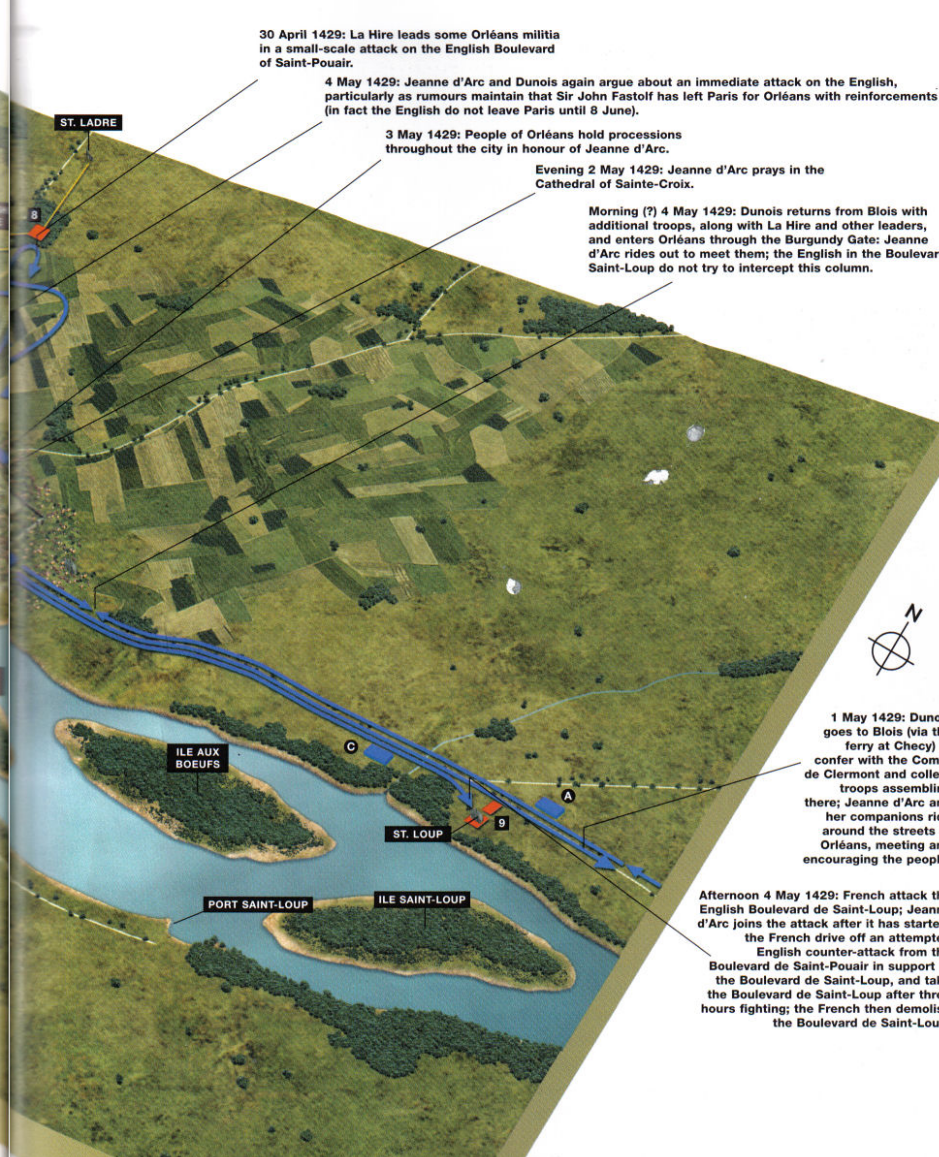 30 April 1429: La Hire leads some Orléans militia
in a small-scale attack on the English Boulevard
of Saint-Pouair.
4 May 1429: Jeanne d'Arc and Dunois again argue about an immediate attack on the English,
particularly as rumours maintain that Sir John Fastolf has left Paris for Orléans with reinforcements
(in fact the English do not leave Paris until 8 June).
ST. LADRE
3 May 1429: People of Orléans hold processions
throughout the city in honour of Jeanne d'Arc.
Evening 2 May 1429: Jeanne d'Arc prays in the
Cathedral of Sainte-Croix.
8
Morning (?) 4 May 1429: Dunois returns from Blois with
additional troops, along with La Hire and other leaders,
and enters Orléans through the Burgundy Gate: Jeanne
d'Arc rides out to meet them; the English in the Boulevar
Saint-Loup do not try to intercept this column.
N
1 May 1429: Duno
goes to Blois (via th
ferry at Checy)
confer with the Com
de Clermont and colle
troops assemblin
there; Jeanne d'Arc an
her companions ri
around the streets
Orléans, meeting an
encouraging the peopl
ILE AUX
BOEUFS
C
A
9
ST. LOUP
PORT SAINT-LOUP
ILE SAINT-LOUP
Afternoon 4 May 1429: French attack th
English Boulevard de Saint-Loup; Jeann
d'Arc joins the attack after it has starte
the French drive off an attempte
English counter-attack from th
Boulevard de Saint-Pouair in support
the Boulevard de Saint-Loup, and tak
the Boulevard de Saint-Loup after thre
hours fighting; the French then demolis
the Boulevard de Saint-Lou